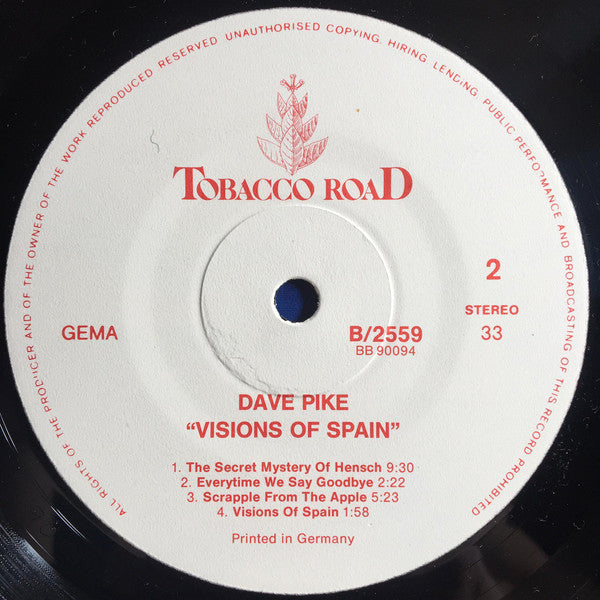 ALL RIGHTS OF THE PRODUCER AND OF THE OWNER OF THE WORK REPRODUCED RESERVED UNAUTHORISED COPYING, HIRING, LENDING, PUBLIC PERFORMANCE AND BROADCASTING OF THIS RECORD PROHIBITED
TOBACCO ROAD
2
STEREO
GEMA
B/2559
33
BB 90094
DAVE PIKE
“VISIONS OF SPAIN”
1. The Secret Mystery Of Hensch 9:30
2. Everytime We Say Goodbye 2:22
3. Scrapple From The Apple 5:23
4. Visions Of Spain 1:58
Printed in Germany